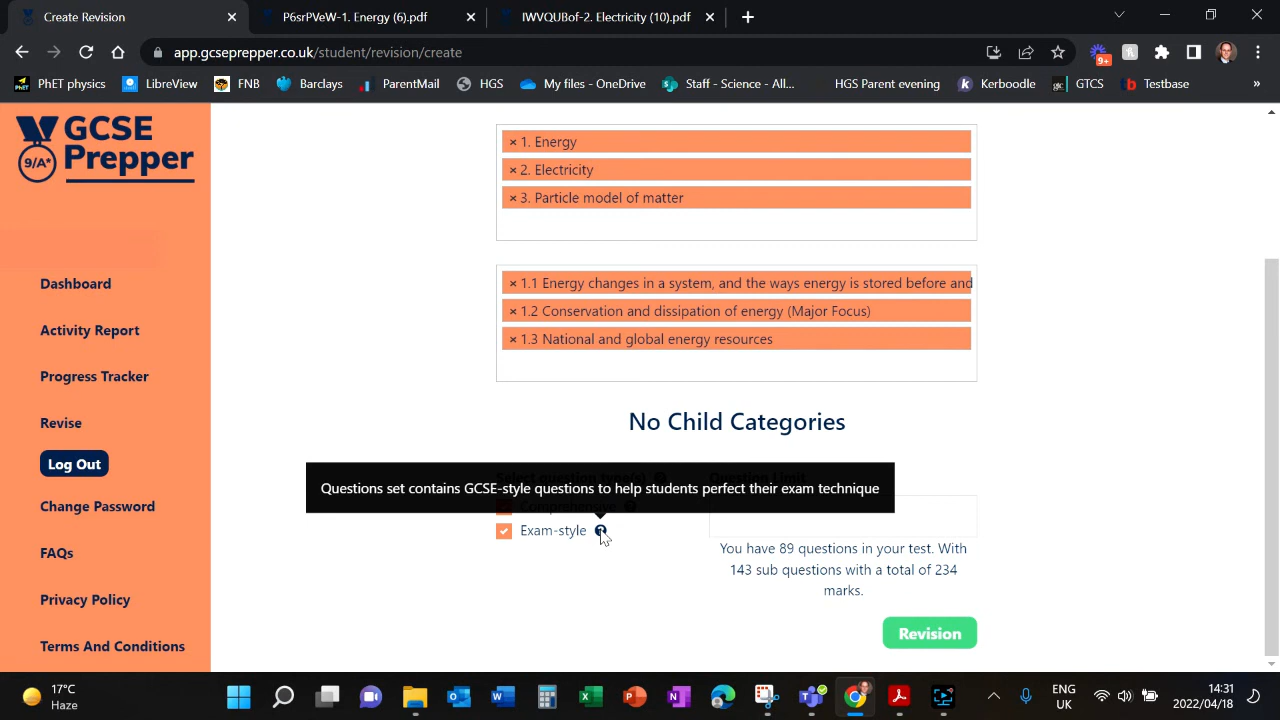 Create Revision
P6srPVeW-1. Energy (6).pdf
IWVQUBof-2. Electricity (10).pdf
app.gcseprepper.co.uk/student/revision/create
9+
PhET physics
LibreView
FNB
Barclays
ParentMail
HGS
My files - OneDrive
Staff - Science - All...
HGS Parent evening
Kerboodle
GTCS
Testbase
»
GCSE
Prepper
9/A*
Dashboard
Activity Report
Progress Tracker
Revise
Log Out
Change Password
FAQs
Privacy Policy
Terms And Conditions
× 1. Energy
× 2. Electricity
× 3. Particle model of matter
× 1.1 Energy changes in a system, and the ways energy is stored before and
× 1.2 Conservation and dissipation of energy (Major Focus)
× 1.3 National and global energy resources
No Child Categories
Questions set contains GCSE-style questions to help students perfect their exam technique
Exam-style
You have 89 questions in your test. With
143 sub questions with a total of 234
marks.
Revision
17°C
Haze
ENG
UK
14:31
2022/04/18